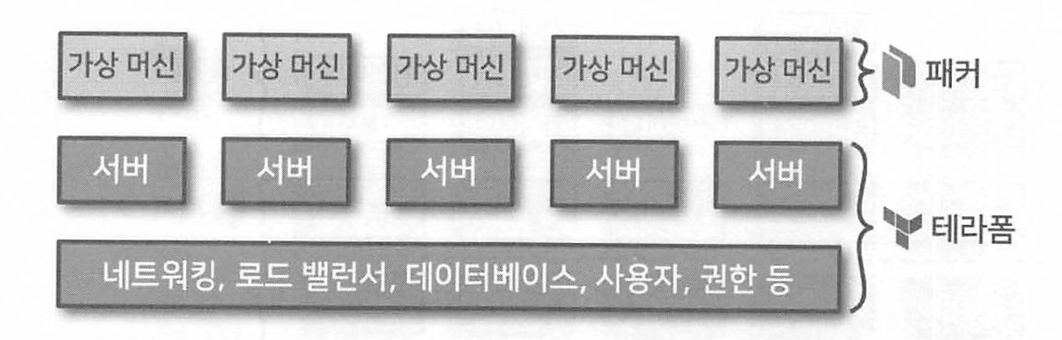 가상 머신 가상 머신 가상 머신 가상 머신 가상 머신 패커
서버 서버 서버 서버 서버
테라폼
네트워킹, 로드 밸런서, 데이터베이스, 사용자, 권한 등